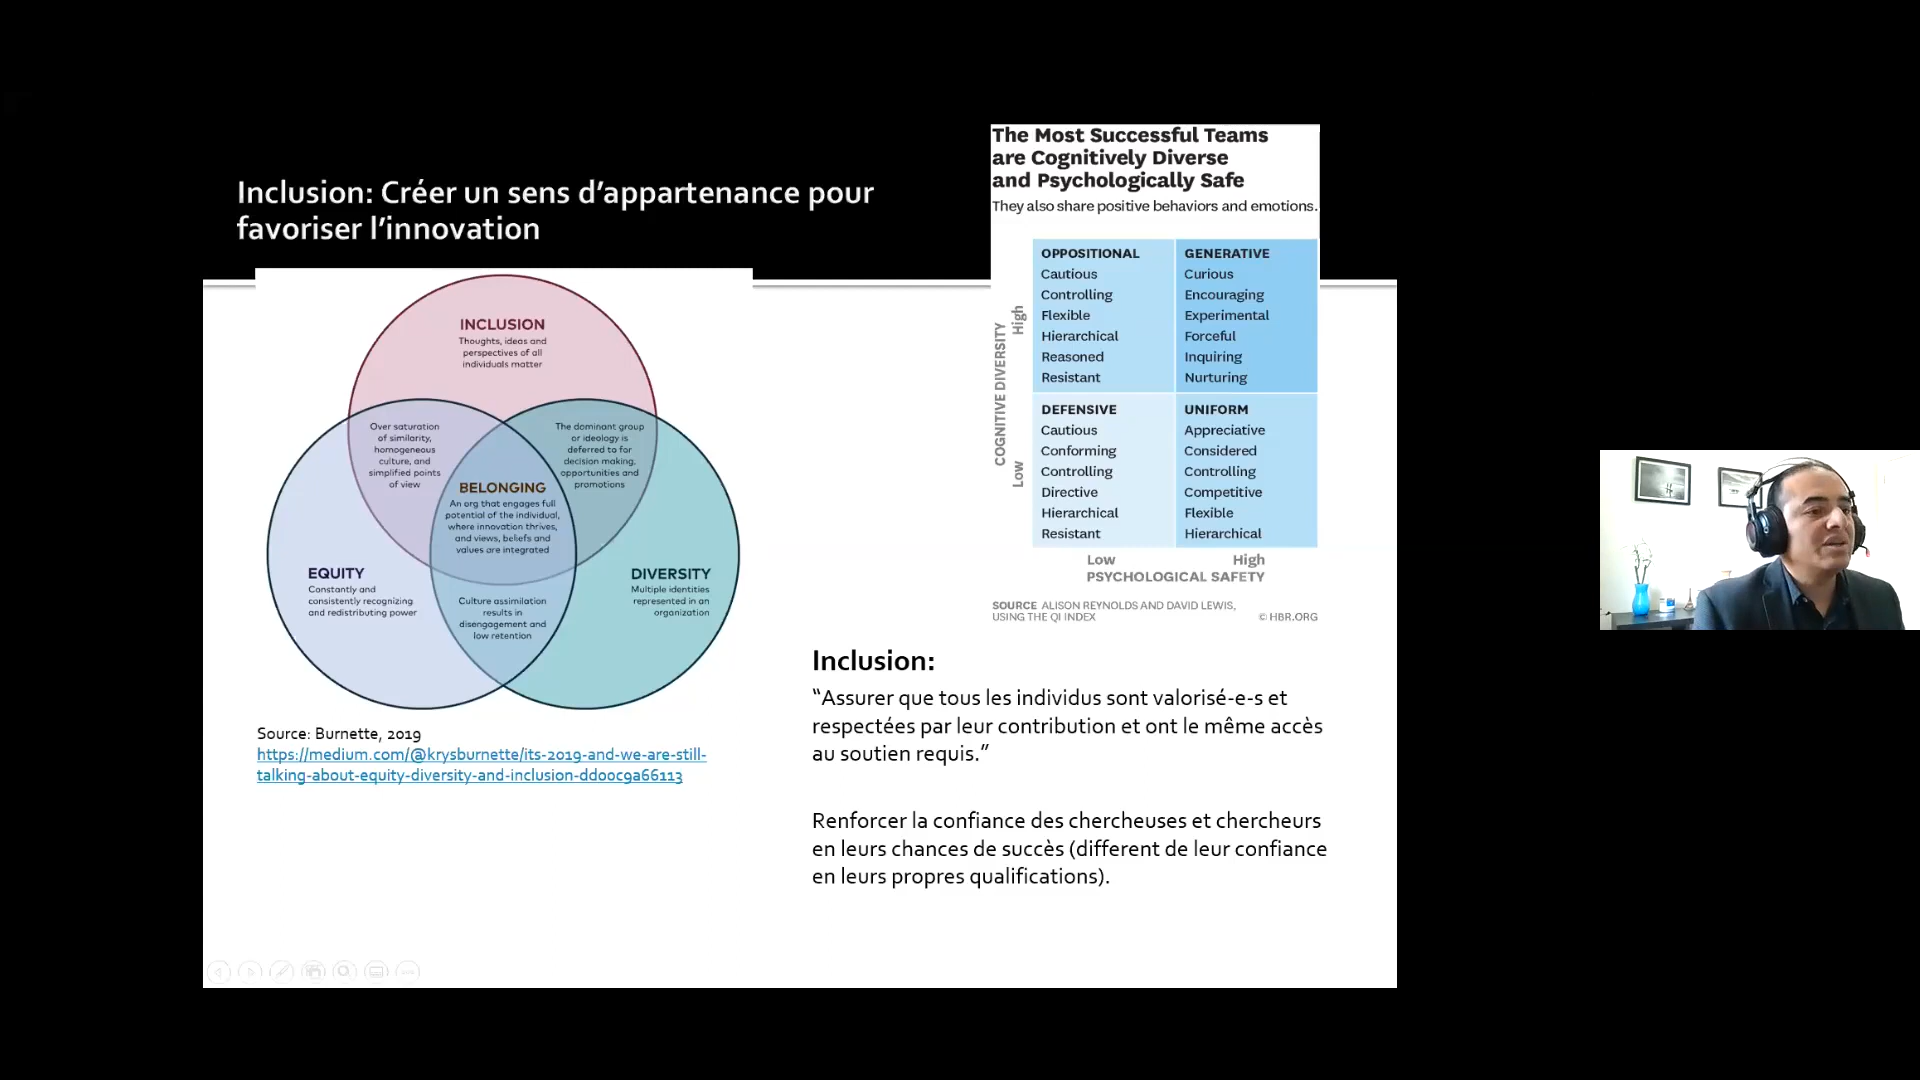 Inclusion: Créer un sens d’appartenance pour
favoriser l’innovation
INCLUSION
Thoughts, ideas and
perspectives of all
individuals matter
Over saturation
of similarity,
homogeneous
culture, and
simplified points
of view
The dominant group
or ideology is
deferred to for
decision making,
opportunities and
promotions
BELONGING
An org that engages full
potential of the individual,
where innovation thrives,
and views, beliefs and
values are integrated
EQUITY
Constantly and
consistently recognizing
and redistributing power
DIVERSITY
Multiple identities
represented in an
organization
Culture assimilation
results in
disengagement and
low retention
Source: Burnette, 2019
https://medium.com/@krysburnette/its-2019-and-we-are-still-
talking-about-equity-diversity-and-inclusion-dd00c9a66113
The Most Successful Teams
are Cognitively Diverse
and Psychologically Safe
They also share positive behaviors and emotions.
COGNITIVE DIVERSITY
High
Low
OPPOSITIONAL
Cautious
Controlling
Flexible
Hierarchical
Reasoned
Resistant
GENERATIVE
Curious
Encouraging
Experimental
Forceful
Inquiring
Nurturing
DEFENSIVE
Cautious
Conforming
Controlling
Directive
Hierarchical
Resistant
UNIFORM
Appreciative
Considered
Controlling
Competitive
Flexible
Hierarchical
Low High
PSYCHOLOGICAL SAFETY
SOURCE ALISON REYNOLDS AND DAVID LEWIS,
USING THE QI INDEX © HBR.ORG
Inclusion:
“Assurer que tous les individus sont valorisé-e-s et
respectées par leur contribution et ont le même accès
au soutien requis.”
Renforcer la confiance des chercheuses et chercheurs
en leurs chances de succès (different de leur confiance
en leurs propres qualifications).